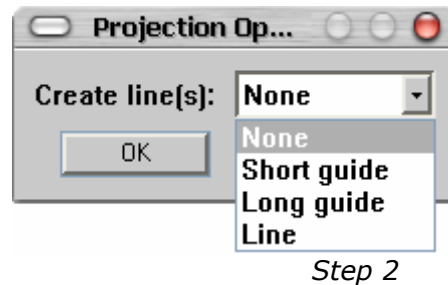 Projection Op...
Create line(s): None
OK
None
Short guide
Long guide
Line
Step 2